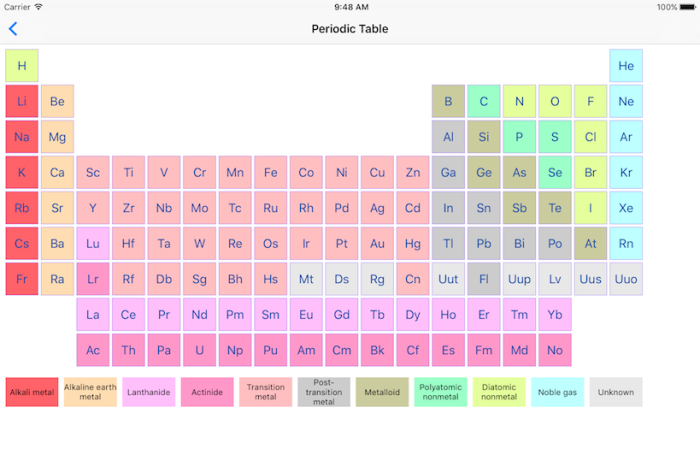 Carrier 9:48 AM 100%
Periodic Table
H He
Li Be B C N O F Ne
Na Mg Al Si P S Cl Ar
K Ca Sc Ti V Cr Mn Fe Co Ni Cu Zn Ga Ge As Se Br Kr
Rb Sr Y Zr Nb Mo Tc Ru Rh Pd Ag Cd In Sn Sb Te I Xe
Cs Ba Lu Hf Ta W Re Os Ir Pt Au Hg Tl Pb Bi Po At Rn
Fr Ra Lr Rf Db Sg Bh Hs Mt Ds Rg Cn Uut Fl Uup Lv Uus Uuo
La Ce Pr Nd Pm Sm Eu Gd Tb Dy Ho Er Tm Yb
Ac Th Pa U Np Pu Am Cm Bk Cf Es Fm Md No
Alkali metal
Alkaline earth
metal
Lanthanide
Actinide
Transition
metal
Post-
transition
metal
Metalloid
Polyatomic
nonmetal
Diatomic
nonmetal
Noble gas
Unknown